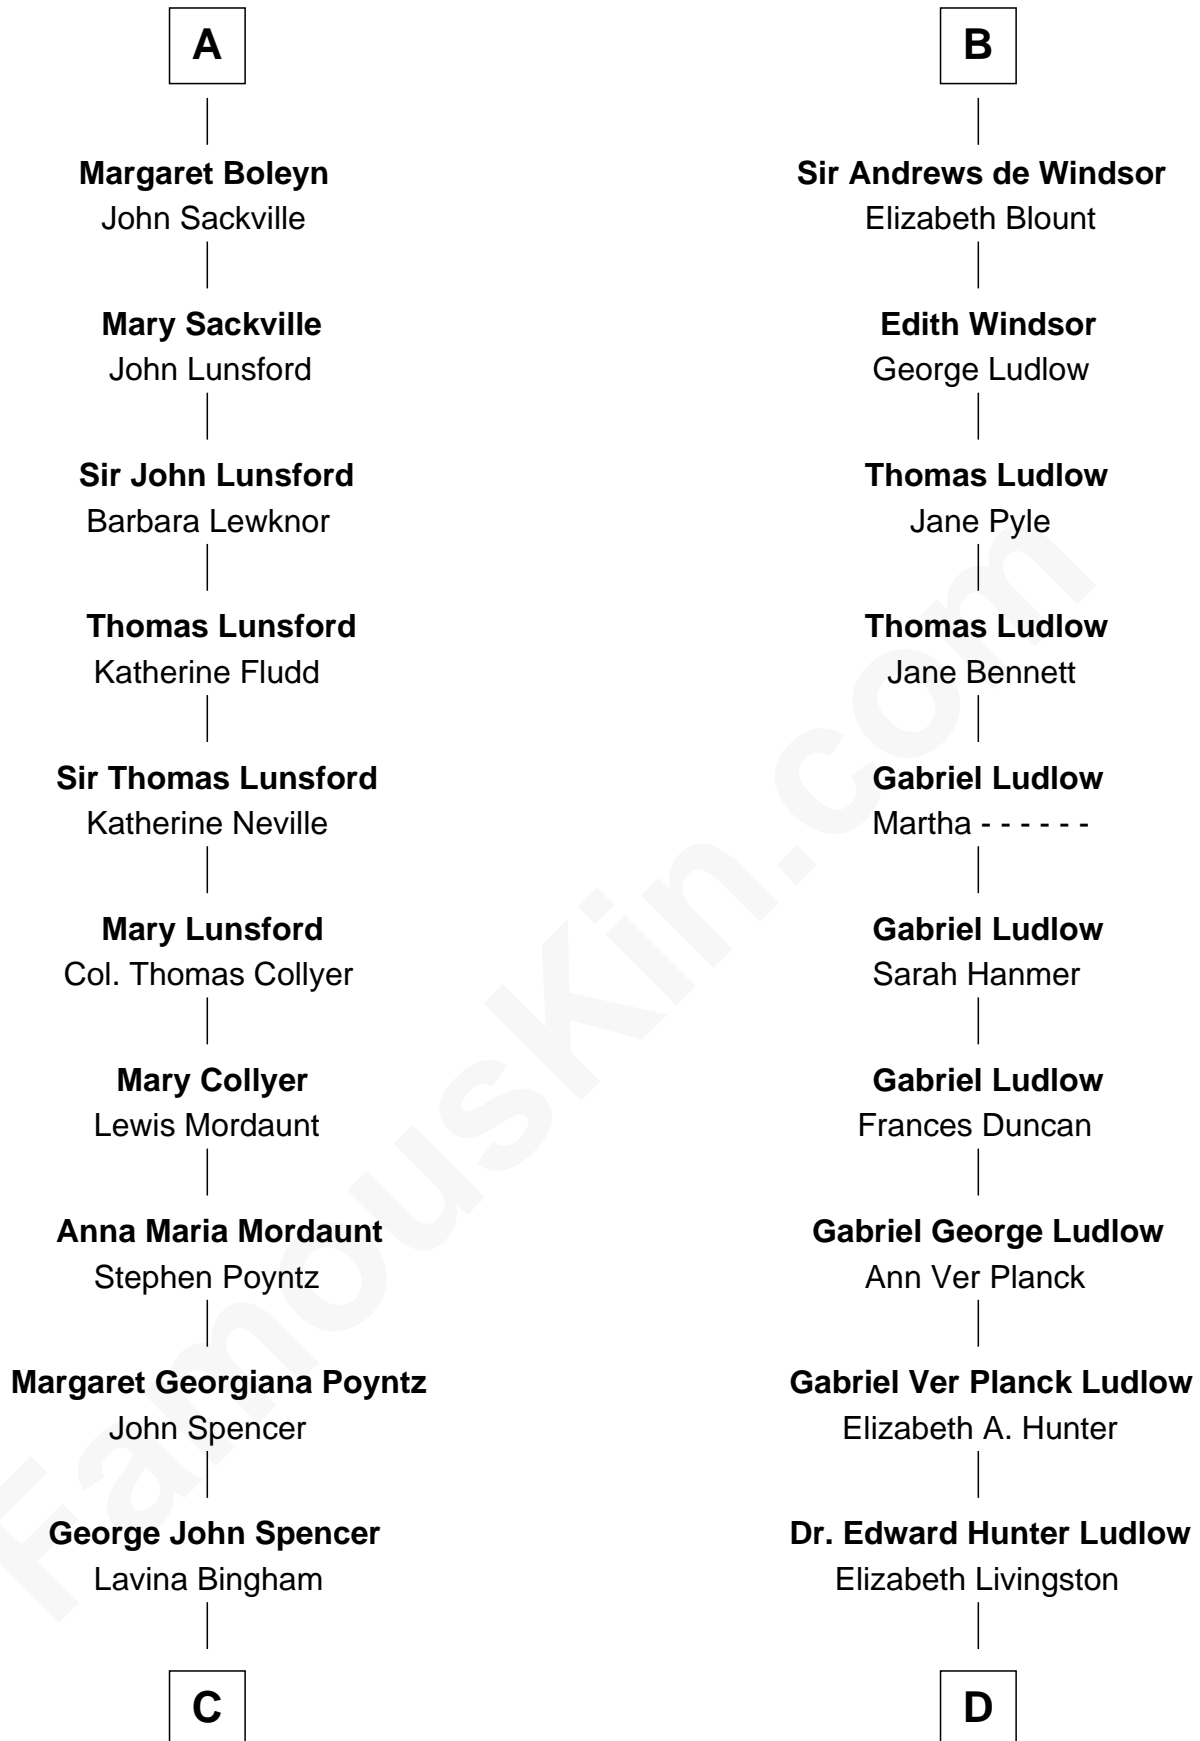 A
Margaret Boleyn
John Sackville
Mary Sackville
John Lunsford
Sir John Lunsford
Barbara Lewknor
Thomas Lunsford
Katherine Fludd
Sir Thomas Lunsford
Katherine Neville
Mary Lunsford
Col. Thomas Collyer
Mary Collyer
Lewis Mordaunt
Anna Maria Mordaunt
Stephen Poyntz
Margaret Georgiana Poyntz
John Spencer
George John Spencer
Lavina Bingham
C
B
Sir Andrews de Windsor
Elizabeth Blount
Edith Windsor
George Ludlow
Thomas Ludlow
Jane Pyle
Thomas Ludlow
Jane Bennett
Gabriel Ludlow
Martha - - - - - -
Gabriel Ludlow
Sarah Hanmer
Gabriel Ludlow
Frances Duncan
Gabriel George Ludlow
Ann Ver Planck
Gabriel Ver Planck Ludlow
Elizabeth A. Hunter
Dr. Edward Hunter Ludlow
Elizabeth Livingston
D
FamousKin.com